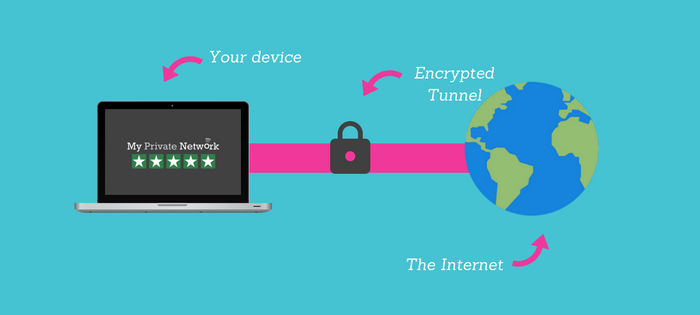 Your device
Encrypted
Tunnel
My Private Network
The Internet